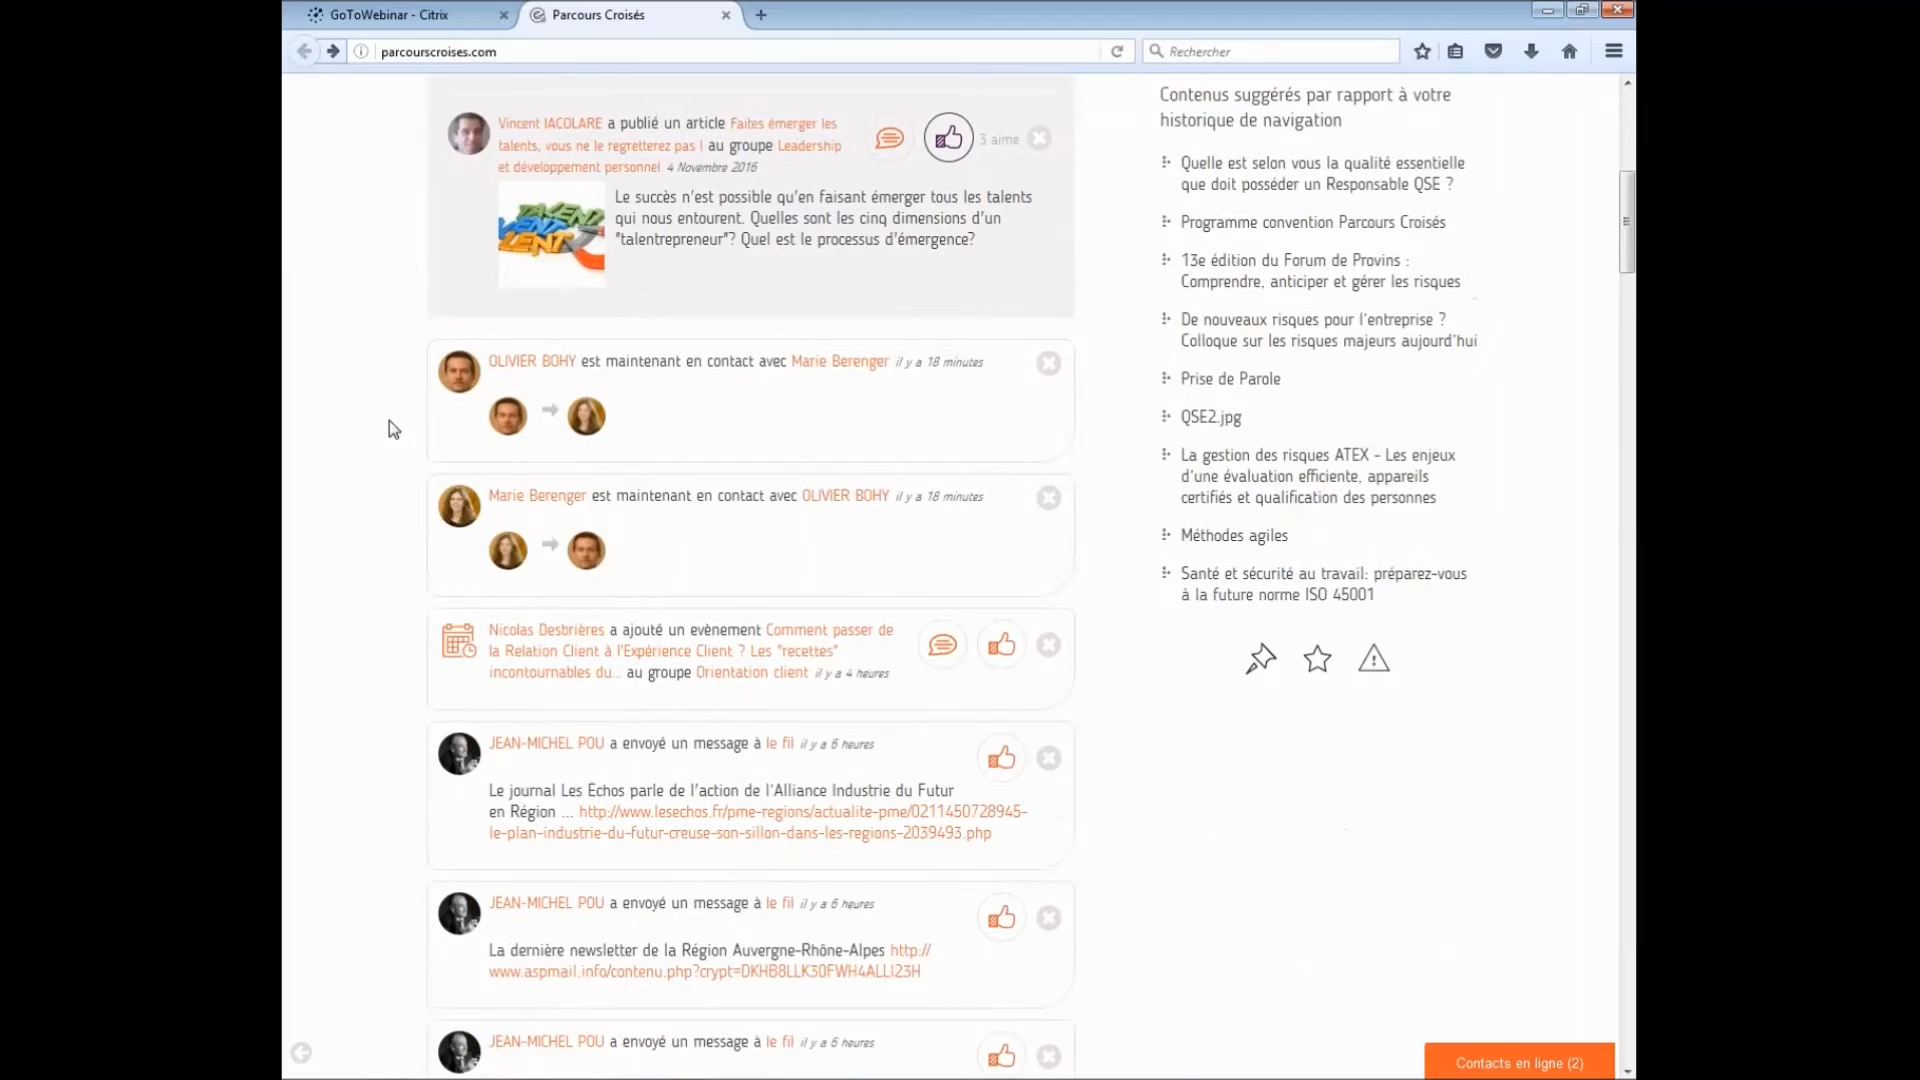 GoToWebinar - Citrix
Parcours Croisés
parcourscroises.com
Rechercher
Vincent IACOLARE a publié un article Faites émerger les
talents, vous ne le regretterez pas ! au groupe Leadership
et développement personnel 4 Novembre 2016
3 aime
Le succès n'est possible qu'en faisant émerger tous les talents
qui nous entourent. Quelles sont les cinq dimensions d'un
"talentrepreneur"? Quel est le processus d'émergence?
TALENT
TALENT
TALENT
OLIVIER BOHY est maintenant en contact avec Marie Berenger il y a 18 minutes
Marie Berenger est maintenant en contact avec OLIVIER BOHY il y a 18 minutes
Nicolas Desbrières a ajouté un evènement Comment passer de
la Relation Client à l'Expérience Client ? Les "recettes"
incontournables du... au groupe Orientation client il y a 4 heures
JEAN-MICHEL POU a envoyé un message à le fil il y a 6 heures
Le journal Les Echos parle de l'action de l'Alliance Industrie du Futur
en Région ... http://www.lesechos.fr/pme-regions/actualite-pme/0211450728945-
le-plan-industrie-du-futur-creuse-son-sillon-dans-les-regions-2039493.php
JEAN-MICHEL POU a envoyé un message à le fil il y a 6 heures
La dernière newsletter de la Région Auvergne-Rhône-Alpes http://
www.aspmail.info/contenu.php?crypt=DKHB8LLK30FWH4ALLI23H
JEAN-MICHEL POU a envoyé un message à le fil il y a 6 heures
Contenus suggérés par rapport à votre
historique de navigation
Quelle est selon vous la qualité essentielle
que doit posséder un Responsable QSE ?
Programme convention Parcours Croisés
13e édition du Forum de Provins :
Comprendre, anticiper et gérer les risques
De nouveaux risques pour l'entreprise ?
Colloque sur les risques majeurs aujourd'hui
Prise de Parole
QSE2.jpg
La gestion des risques ATEX - Les enjeux
d'une évaluation efficiente, appareils
certifiés et qualification des personnes
Méthodes agiles
Santé et sécurité au travail: préparez-vous
à la future norme ISO 45001
Contacts en ligne (2)